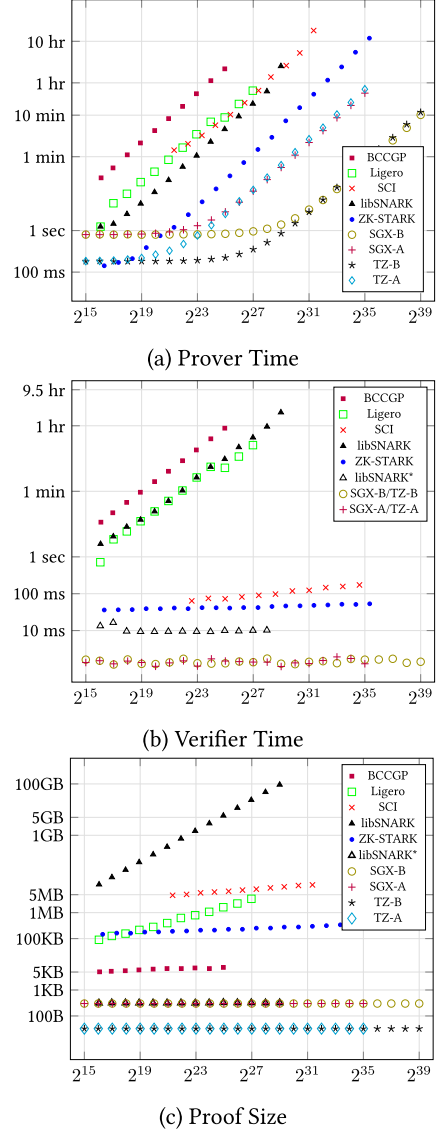 10 hr
1 hr
10 min
1 min
1 sec
100 ms
BCCGP
Ligero
SCI
libSNARK
ZK-STARK
SGX-B
SGX-A
TZ-B
TZ-A
2^15 2^19 2^23 2^27 2^31 2^35 2^39
(a) Prover Time
9.5 hr
1 hr
1 min
1 sec
100 ms
10 ms
BCCGP
Ligero
SCI
libSNARK
ZK-STARK
libSNARK*
SGX-B/TZ-B
SGX-A/TZ-A
2^15 2^19 2^23 2^27 2^31 2^35 2^39
(b) Verifier Time
100GB
5GB
1GB
5MB
1MB
100KB
5KB
1KB
100B
BCCGP
Ligero
SCI
libSNARK
ZK-STARK
libSNARK*
SGX-B
SGX-A
TZ-B
TZ-A
2^15 2^19 2^23 2^27 2^31 2^35 2^39
(c) Proof Size